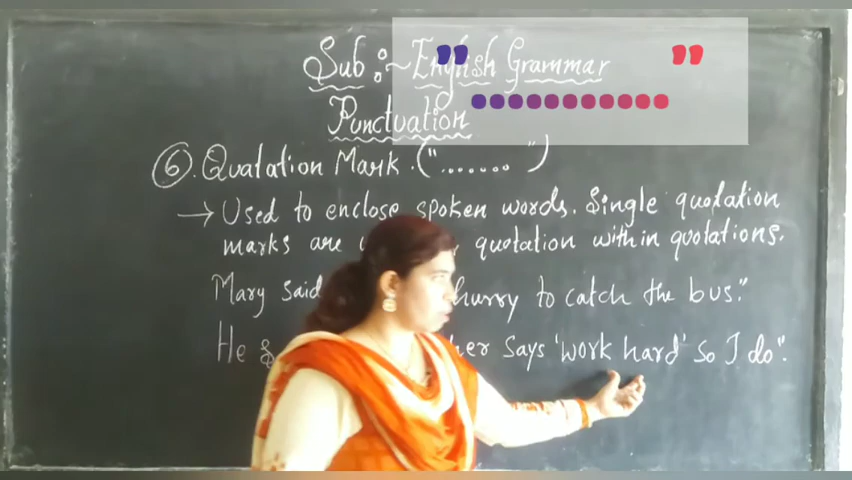 Sub :~ English Grammar
Punctuation
⑥. Quatation Mark. ("....... ")
→ Used to enclose spoken words. Single quotation
marks are quotation within quotations.
Mary said hurry to catch the bus."
He says 'work hard' so I do".